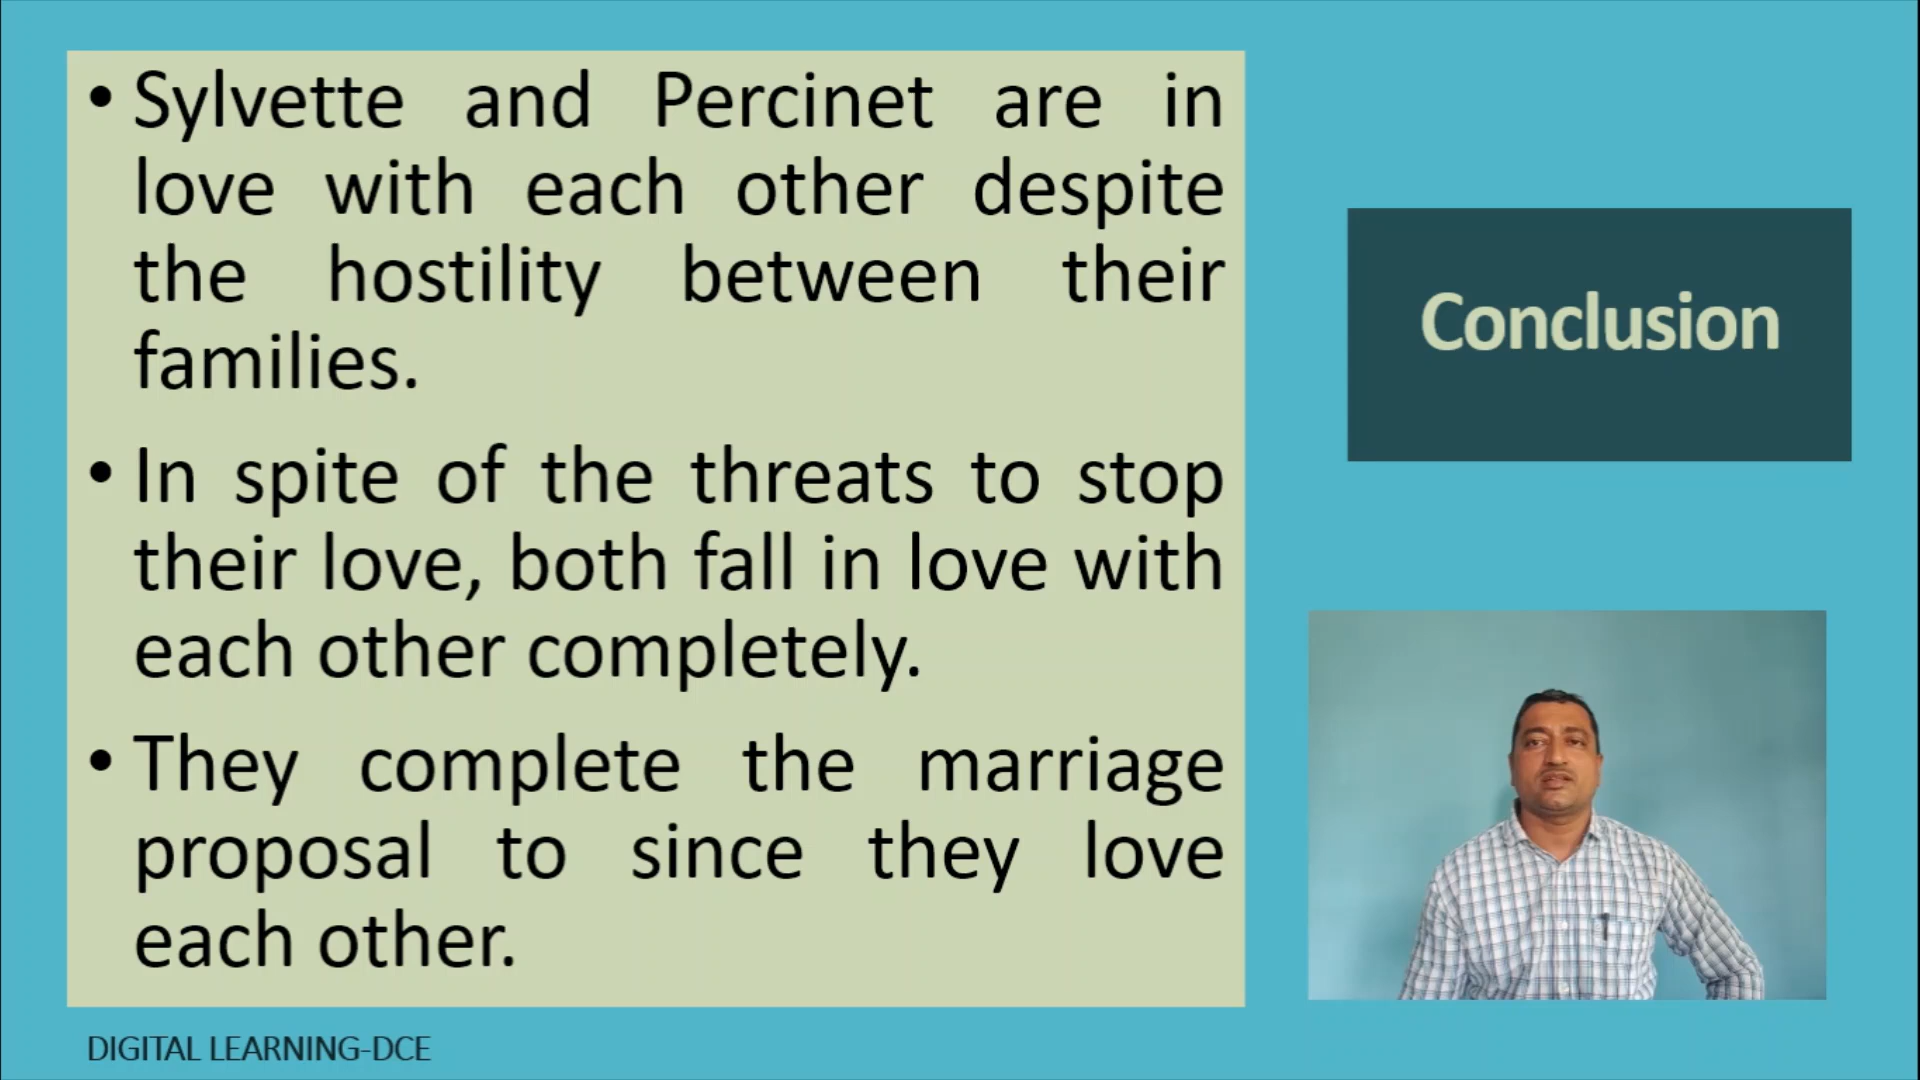 • Sylvette and Percinet are in
love with each other despite
the hostility between their
families.
• In spite of the threats to stop
their love, both fall in love with
each other completely.
• They complete the marriage
proposal to since they love
each other.
Conclusion
DIGITAL LEARNING-DCE